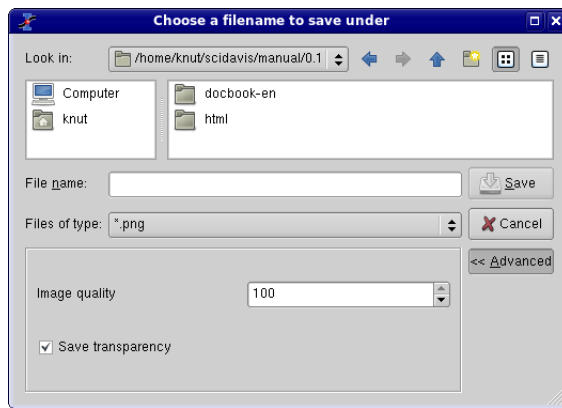 Choose a filename to save under
Look in: /home/knut/scidavis/manual/0.1
Computer
knut
docbook-en
html
File name: Save
Files of type: *.png Cancel
<< Advanced
Image quality 100
Save transparency